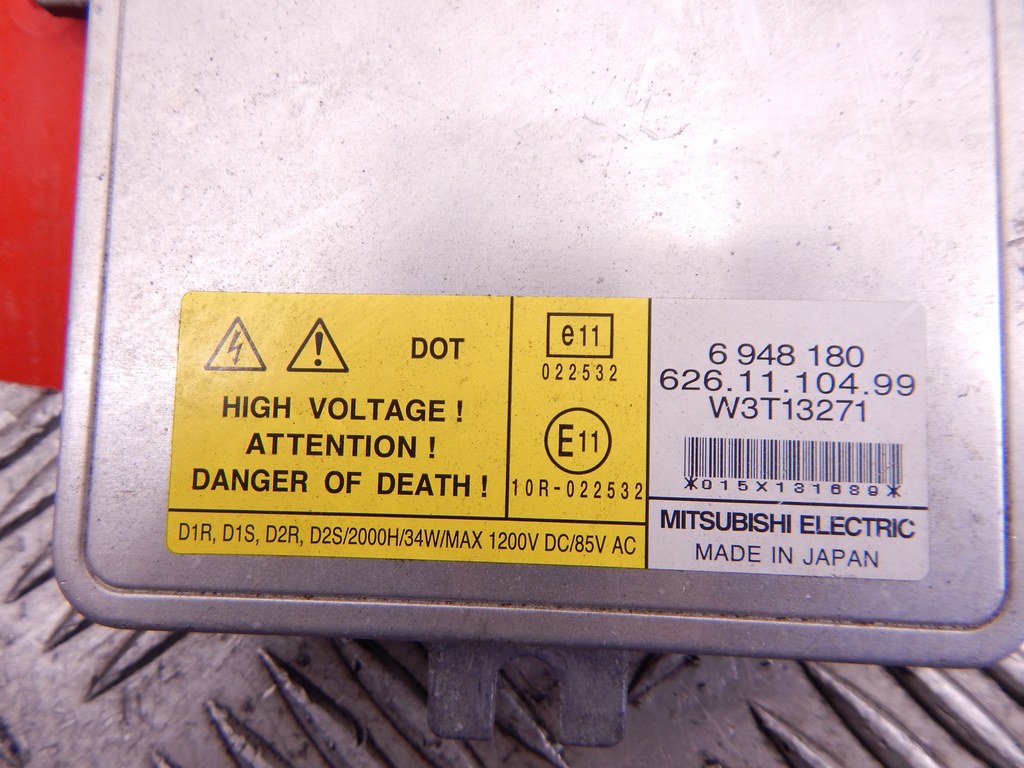 DOT
HIGH VOLTAGE !
ATTENTION !
DANGER OF DEATH !
D1R, D1S, D2R, D2S/2000H/34W/MAX 1200V DC/85V AC
e11
022532
E11
10R-022532
6 948 180
626.11.104.99
W3T13271
*015X131689*
MITSUBISHI ELECTRIC
MADE IN JAPAN